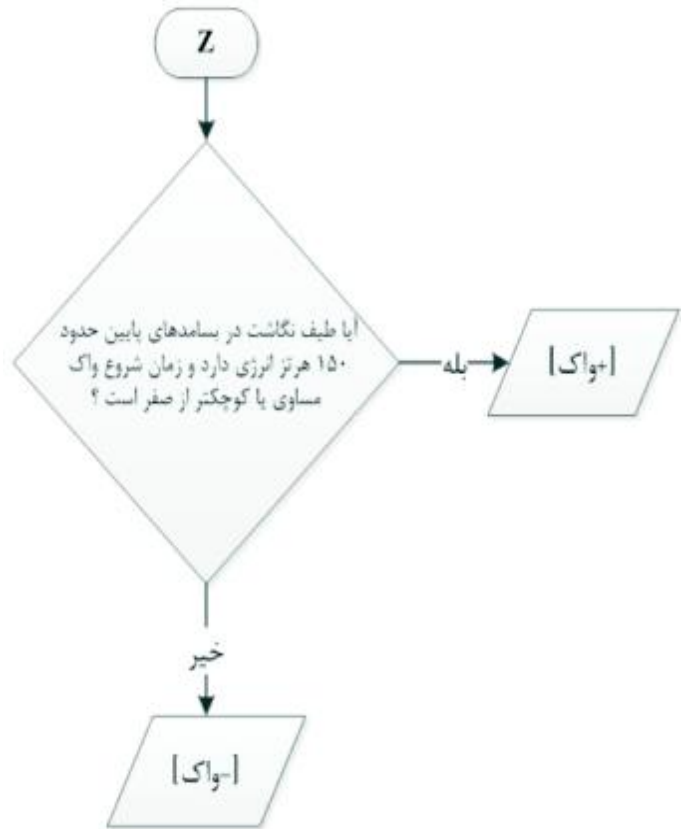 Z
آیا طیف نگاشت در بسامدهای پایین حدود
۱۵۰ هرتز انرژی دارد و زمان شروع واک
مساوی یا کوچکتر از صفر است ؟
بله
[+واک]
خیر
[-واک]